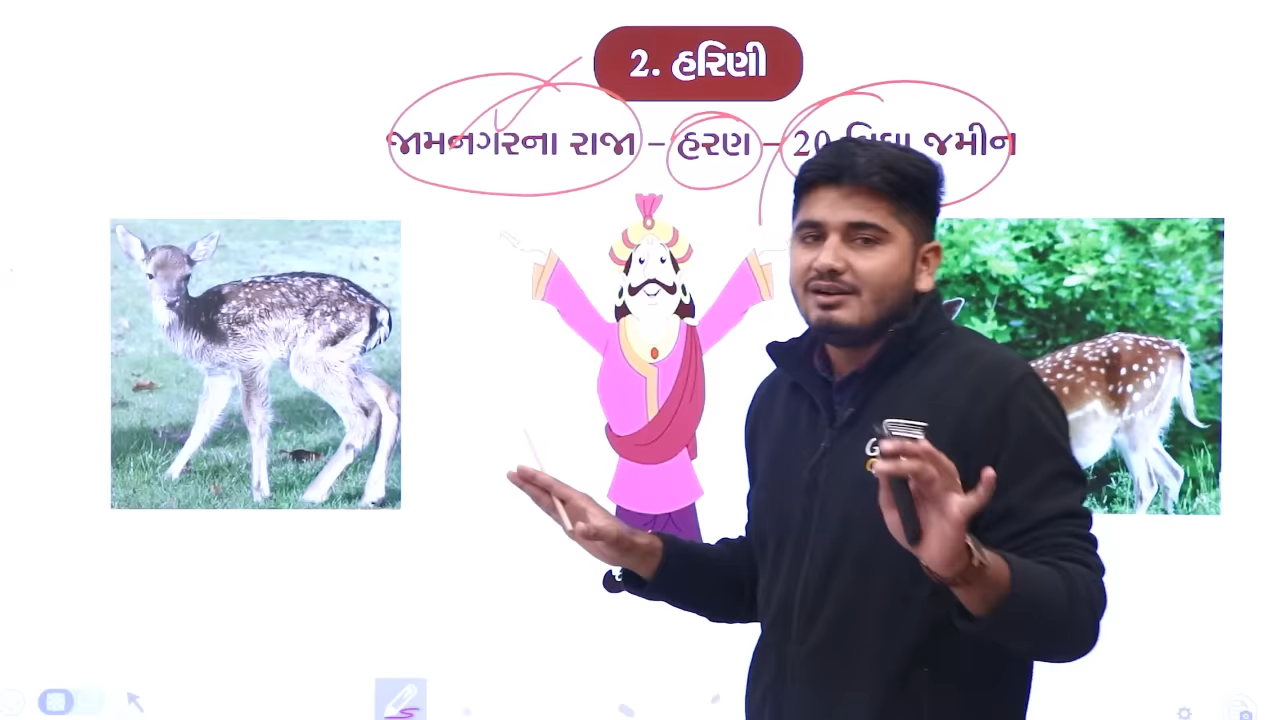 2. હરિણી
જામનગરના રાજા – હરણ – 20 વિઘા જમીન